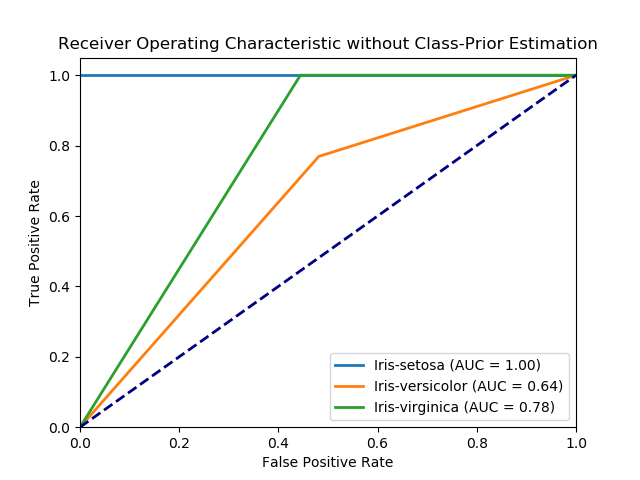 Receiver Operating Characteristic without Class-Prior Estimation
True Positive Rate
1.0
0.8
0.6
0.4
0.2
0.0
0.0 0.2 0.4 0.6 0.8 1.0
False Positive Rate
Iris-setosa (AUC = 1.00)
Iris-versicolor (AUC = 0.64)
Iris-virginica (AUC = 0.78)